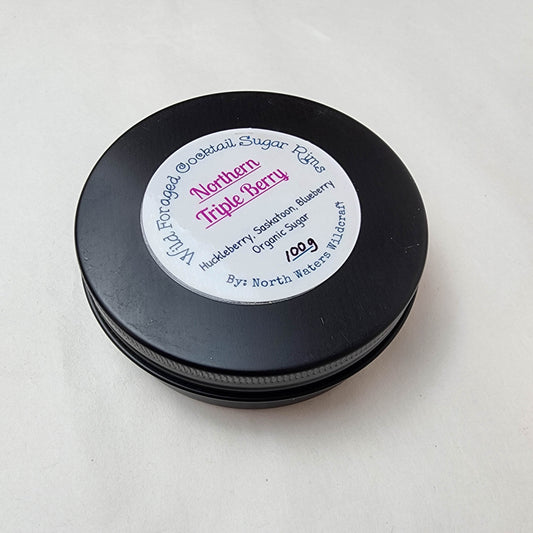 Wild Foraged Cocktail Sugar Rims
Northern
Triple Berry
Huckleberry, Saskatoon, Blueberry
Organic Sugar
100g
By: North Waters Wildcraft